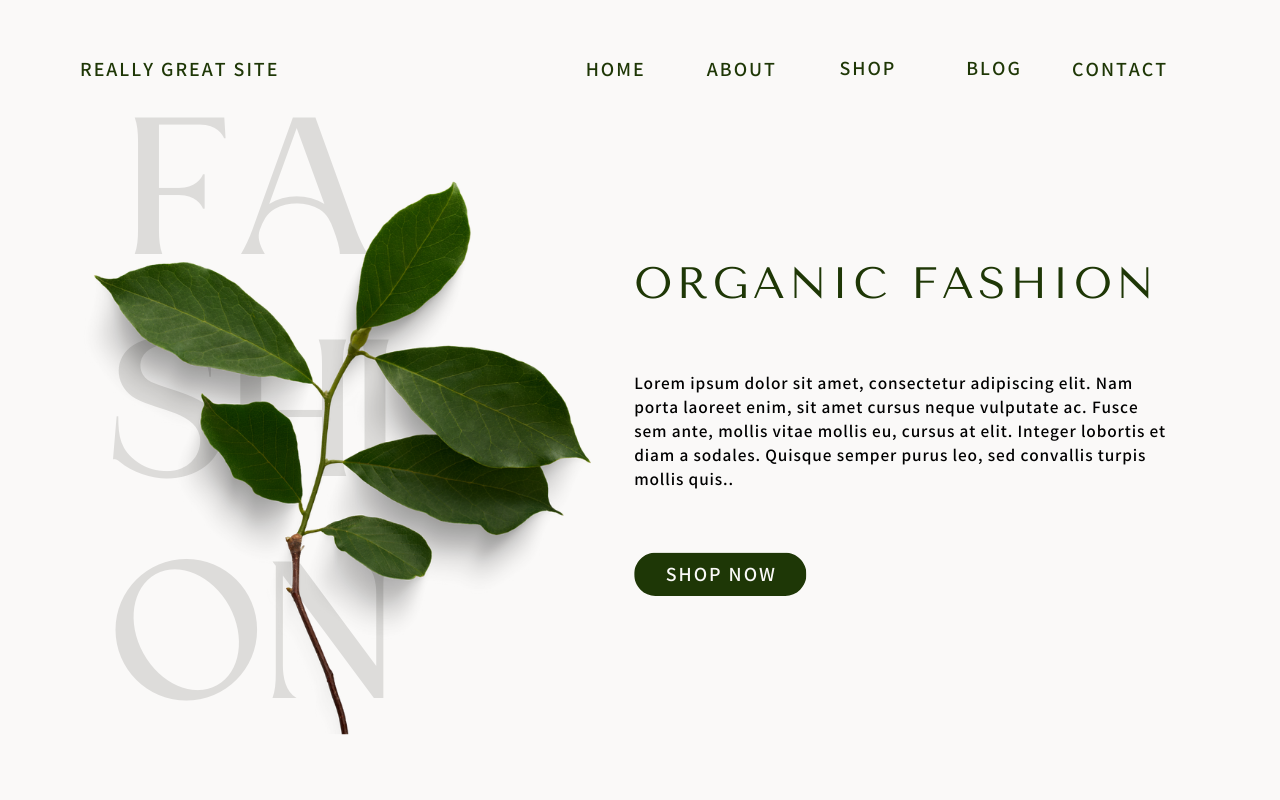 REALLY GREAT SITE
HOME ABOUT SHOP BLOG CONTACT
FA
SHI
ON
ORGANIC FASHION
Lorem ipsum dolor sit amet, consectetur adipiscing elit. Nam
porta laoreet enim, sit amet cursus neque vulputate ac. Fusce
sem ante, mollis vitae mollis eu, cursus at elit. Integer lobortis et
diam a sodales. Quisque semper purus leo, sed convallis turpis
mollis quis..
SHOP NOW